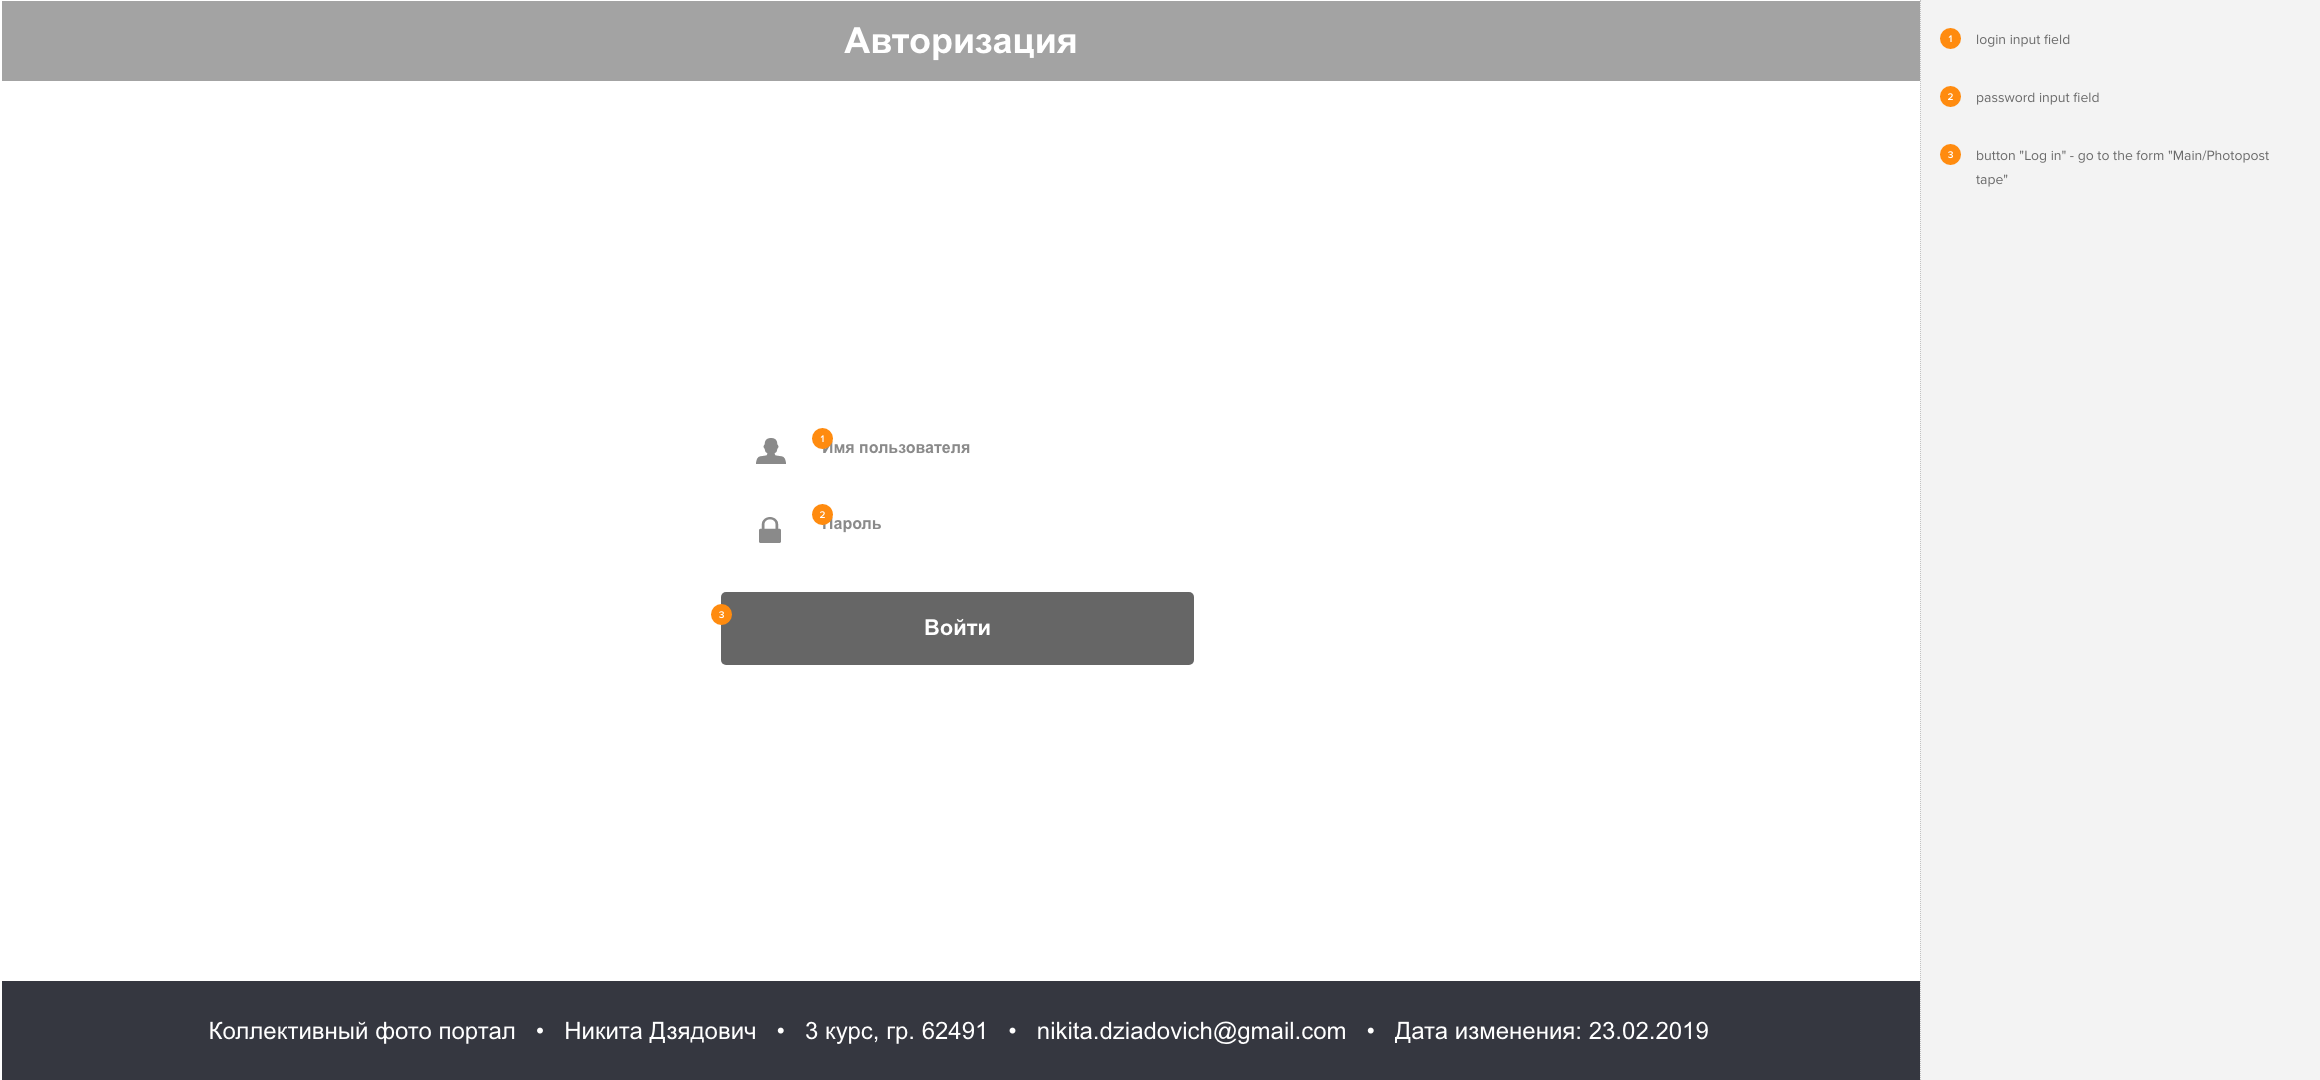 Авторизация
1 Имя пользователя
2 Пароль
3 Войти
Коллективный фото портал • Никита Дзядович • 3 курс, гр. 62491 • nikita.dziadovich@gmail.com • Дата изменения: 23.02.2019
1 login input field
2 password input field
3 button "Log in" - go to the form "Main/Photopost
tape"